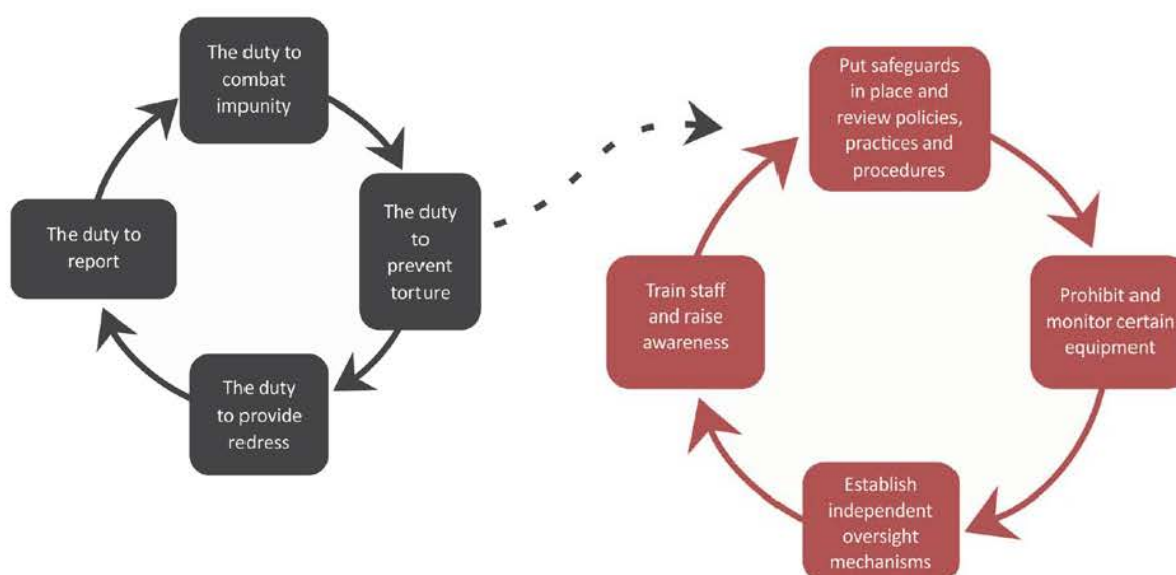 The duty to
combat
impunity
The duty
to
prevent
torture
The duty
to provide
redress
The duty to
report
Put safeguards
in place and
review policies,
practices and
procedures
Prohibit and
monitor certain
equipment
Establish
independent
oversight
mechanisms
Train staff
and raise
awareness